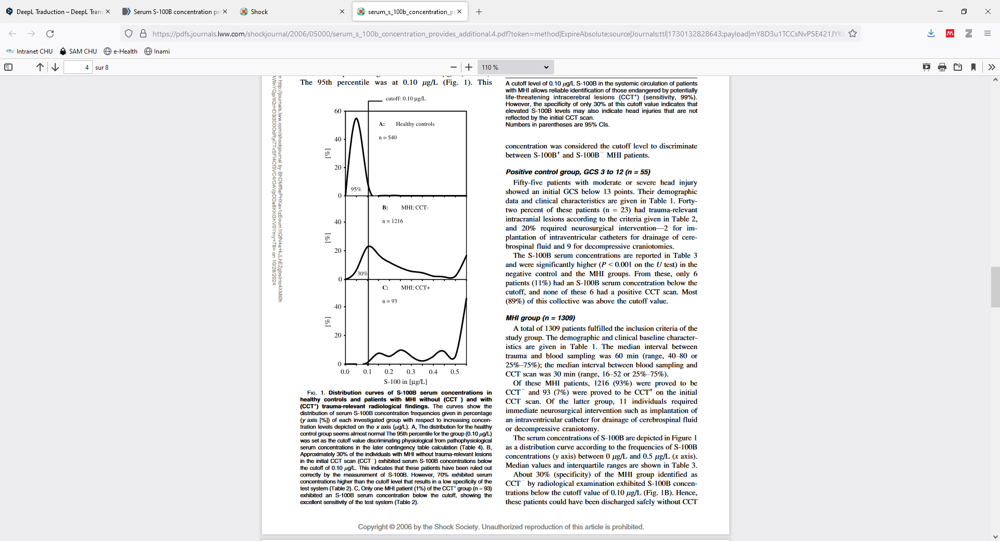 DeepL Traduction – DeepL Trans
Serum S-100B concentration pro
Shock
serum_s_100b_concentration_pr
https://pdfs.journals.lww.com/shockjournal/2006/05000/serum_s_100b_concentration_provides_additional.4.pdf?token=method|ExpireAbsolute;source|Journals;ttl|1730132828643;payload|mY8D3u1TCCsNvP5E421JYK
Intranet CHU
SAM CHU
e-Health
Inami
4 sur 8
110 %
The 95th percentile was at 0.10 µg/L (Fig. 1). This
cutoff: 0.10 µg/L
60
A: Healthy controls
n = 540
40
[%]
20
95%
0
B: MHI; CCT-
n = 1216
40
[%]
20
30%
0
C: MHI; CCT+
n = 93
40
[%]
20
0
0.0 0.1 0.2 0.3 0.4 0.5
S-100 in [µg/L]
FIG. 1. Distribution curves of S-100B serum concentrations in
healthy controls and patients with MHI without (CCT ) and with
(CCT⁺) trauma-relevant radiological findings. The curves show the
distribution of serum S-100B concentration frequencies given in percentage
(y axis [%]) of each investigated group with respect to increasing concen-
tration levels depicted on the x axis (µg/L). A, The distribution for the healthy
control group seems almost normal The 95th percentile for the group (0.10 µg/L)
was set as the cutoff value discriminating physiological from pathophysiological
serum concentrations in the later contingency table calculation (Table 4). B,
Approximately 30% of the individuals with MHI without trauma-relevant lesions
in the initial CCT scan (CCT⁻) exhibited serum S-100B concentrations below
the cutoff of 0.10 µg/L. This indicates that these patients have been ruled out
correctly by the measurement of S-100B. However, 70% exhibited serum
concentrations higher than the cutoff level that results in a low specificity of the
test system (Table 2). C, Only one MHI patient (1%) of the CCT⁺ group (n = 93)
exhibited an S-100B serum concentration below the cutoff, showing the
excellent sensitivity of the test system (Table 2).
A cutoff level of 0.10 µg/L S-100B in the systemic circulation of patients
with MHI allows reliable identification of those endangered by potentially
life-threatening intracerebral lesions (CCT⁺) (sensitivity, 99%).
However, the specificity of only 30% at this cutoff value indicates that
elevated S-100B levels may also indicate head injuries that are not
reflected by the initial CCT scan.
Numbers in parentheses are 95% CIs.
concentration was considered the cutoff level to discriminate
between S-100B⁺ and S-100B⁻ MHI patients.
Positive control group, GCS 3 to 12 (n = 55)
Fifty-five patients with moderate or severe head injury
showed an initial GCS below 13 points. Their demographic
data and clinical characteristics are given in Table 1. Forty-
two percent of these patients (n = 23) had trauma-relevant
intracranial lesions according to the criteria given in Table 2,
and 20% required neurosurgical intervention—2 for im-
plantation of intraventricular catheters for drainage of cere-
brospinal fluid and 9 for decompressive craniotomies.
The S-100B serum concentrations are reported in Table 3
and were significantly higher (P < 0.001 on the U test) in the
negative control and the MHI groups. From these, only 6
patients (11%) had an S-100B serum concentration below the
cutoff, and none of these 6 had a positive CCT scan. Most
(89%) of this collective was above the cutoff value.
MHI group (n = 1309)
A total of 1309 patients fulfilled the inclusion criteria of the
study group. The demographic and clinical baseline character-
istics are given in Table 1. The median interval between
trauma and blood sampling was 60 min (range, 40–80 or
25%–75%); the median interval between blood sampling and
CCT scan was 30 min (range, 16–52 or 25%–75%).
Of these MHI patients, 1216 (93%) were proved to be
CCT⁻ and 93 (7%) were proved to be CCT⁺ on the initial
CCT scan. Of the latter group, 11 individuals required
immediate neurosurgical intervention such as implantation of
an intraventricular catheter for drainage of cerebrospinal fluid
or decompressive craniotomy.
The serum concentrations of S-100B are depicted in Figure 1
as a distribution curve according to the frequencies of S-100B
concentrations (y axis) between 0 µg/L and 0.5 µg/L (x axis).
Median values and interquartile ranges are shown in Table 3.
About 30% (specificity) of the MHI group identified as
CCT⁻ by radiological examination exhibited S-100B concen-
trations below the cutoff value of 0.10 µg/L (Fig. 1B). Hence,
these patients could have been discharged safely without CCT
Copyright © 2006 by the Shock Society. Unauthorized reproduction of this article is prohibited.